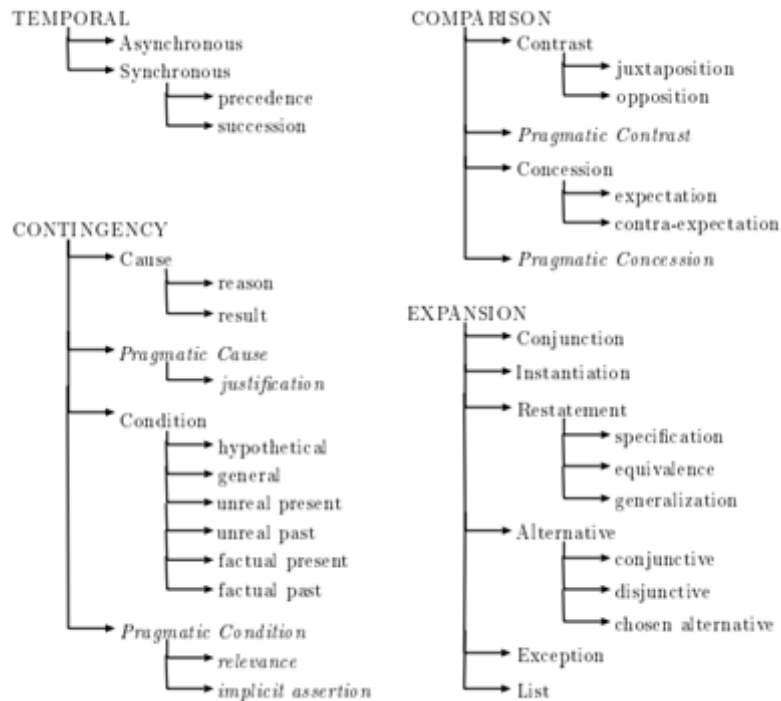 TEMPORAL
Asynchronous
Synchronous
precedence
succession
CONTINGENCY
Cause
reason
result
Pragmatic Cause
justification
Condition
hypothetical
general
unreal present
unreal past
factual present
factual past
Pragmatic Condition
relevance
implicit assertion
COMPARISON
Contrast
juxtaposition
opposition
Pragmatic Contrast
Concession
expectation
contra-expectation
Pragmatic Concession
EXPANSION
Conjunction
Instantiation
Restatement
specification
equivalence
generalization
Alternative
conjunctive
disjunctive
chosen alternative
Exception
List